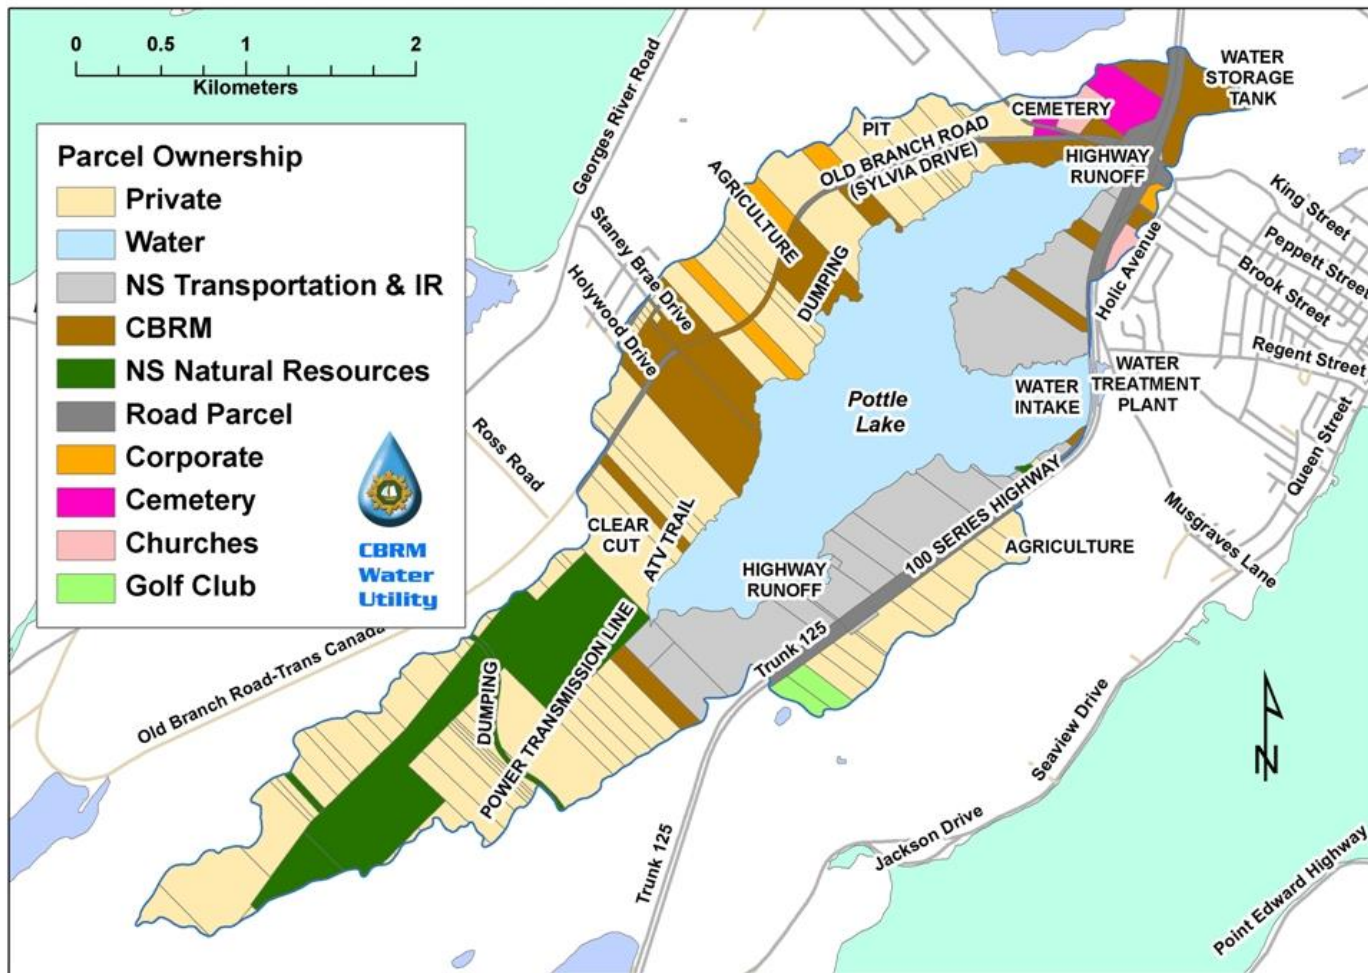 0 0.5 1 2
Kilometers
Parcel Ownership
Private
Water
NS Transportation & IR
CBRM
NS Natural Resources
Road Parcel
Corporate
Cemetery
Churches
Golf Club
CBRM
Water
Utility
Georges River Road
Staney Brae Drive
Holywood Drive
Ross Road
Old Branch Road-Trans Canada
PIT
AGRICULTURE
OLD BRANCH ROAD
(SYLVIA DRIVE)
DUMPING
CEMETERY
WATER
STORAGE
TANK
HIGHWAY
RUNOFF
King Street
Peppett Street
Brook Street
Regent Street
Queen Street
Holic Avenue
WATER
TREATMENT
PLANT
WATER
INTAKE
Pottle
Lake
Musgraves Lane
100 SERIES HIGHWAY
AGRICULTURE
CLEAR
CUT
ATV TRAIL
HIGHWAY
RUNOFF
Trunk 125
DUMPING
POWER TRANSMISSION LINE
Trunk 125
Seaview Drive
Jackson Drive
Point Edward Highway
N